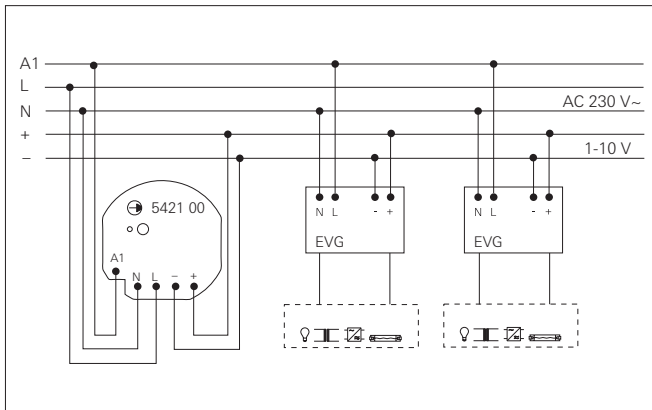 A1
L
N
AC 230 V~
+
–
1-10 V
5421 00
A1
N L – +
N L - +
EVG
N L - +
EVG